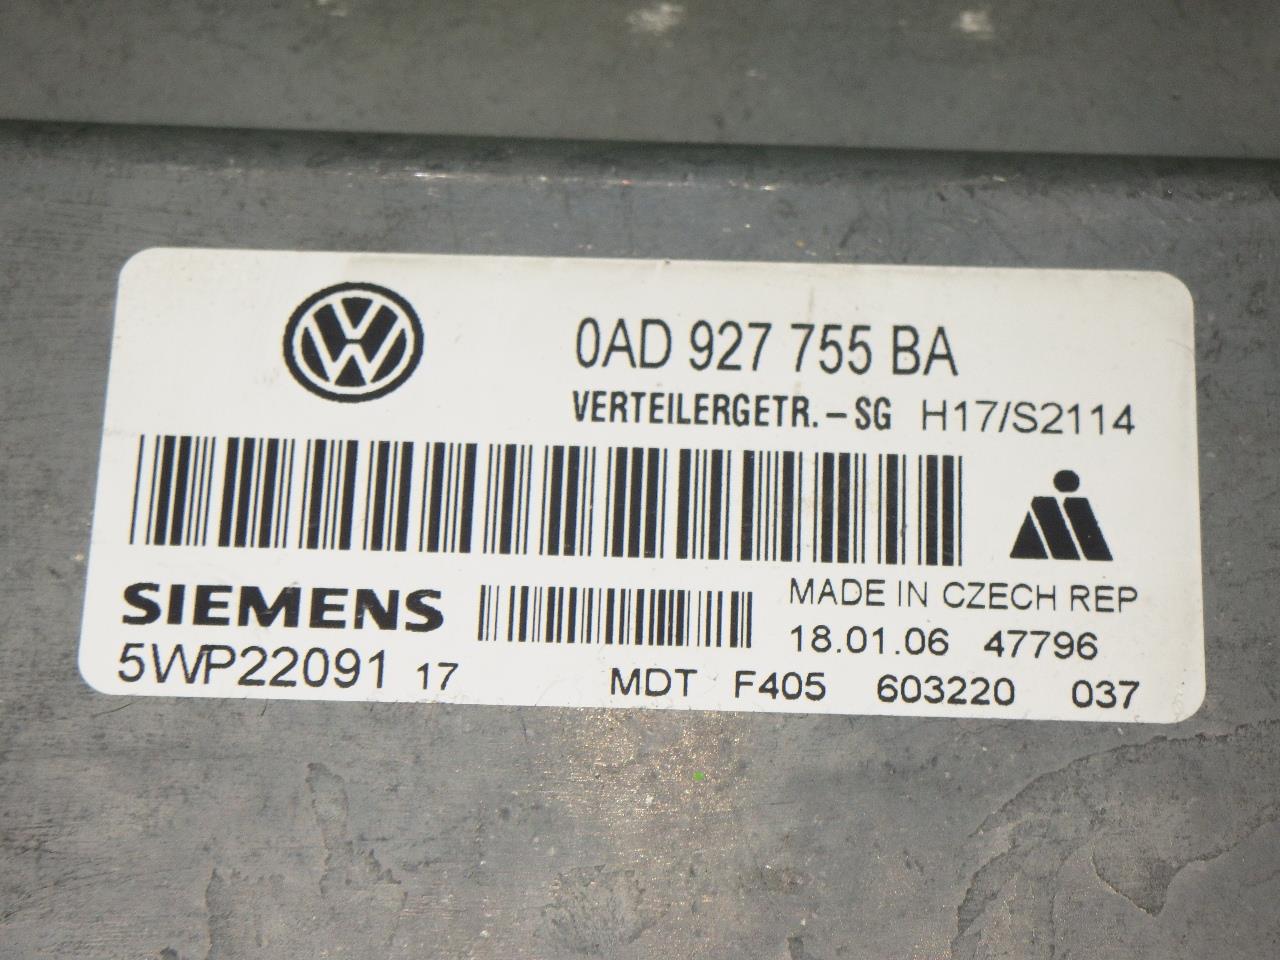 0AD 927 755 BA
VERTEILERGETR.-SG H17/S2114
SIEMENS
MADE IN CZECH REP
18.01.06 47796
5WP22091 17
MDT F405 603220 037